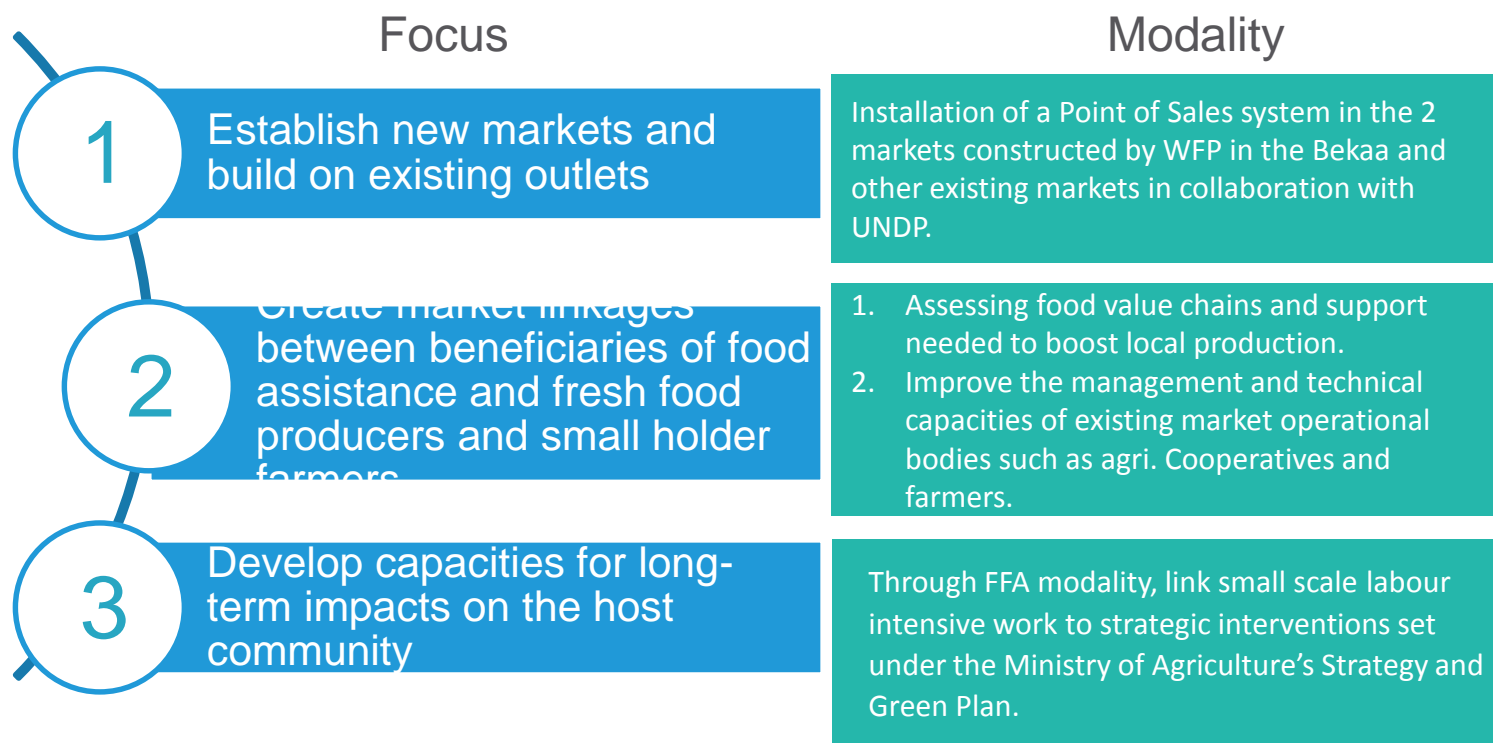 Focus
Modality
1
Establish new markets and
build on existing outlets
Installation of a Point of Sales system in the 2
markets constructed by WFP in the Bekaa and
other existing markets in collaboration with
UNDP.
2
Create market linkages
between beneficiaries of food
assistance and fresh food
producers and small holder
farmers
1. Assessing food value chains and support
needed to boost local production.
2. Improve the management and technical
capacities of existing market operational
bodies such as agri. Cooperatives and
farmers.
3
Develop capacities for long-
term impacts on the host
community
Through FFA modality, link small scale labour
intensive work to strategic interventions set
under the Ministry of Agriculture’s Strategy and
Green Plan.